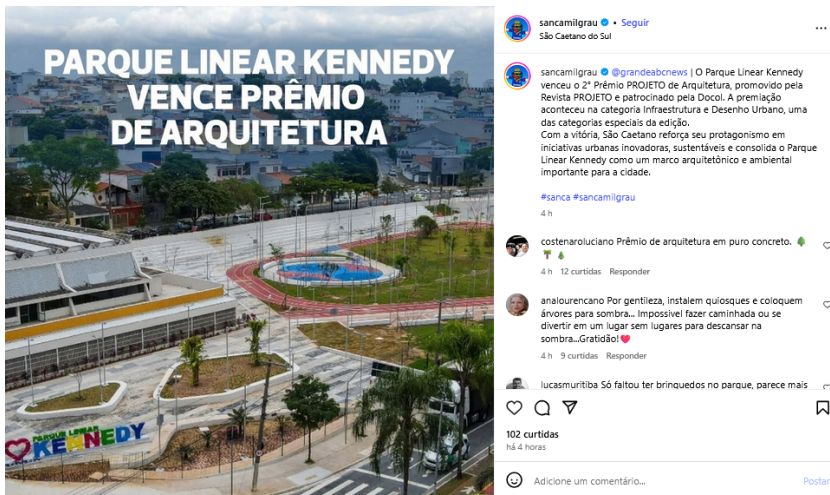 PARQUE LINEAR KENNEDY
VENCE PRÊMIO
DE ARQUITETURA
PARQUE LINEAR
KENNEDY
sancamilgrau • Seguir
São Caetano do Sul
sancamilgrau @grandeabcnews | O Parque Linear Kennedy
venceu o 2° Prêmio PROJETO de Arquitetura, promovido pela
Revista PROJETO e patrocinado pela Docol. A premiação
aconteceu na categoria Infraestrutura e Desenho Urbano, uma
das categorias especiais da edição.
Com a vitória, São Caetano reforça seu protagonismo em
iniciativas urbanas inovadoras, sustentáveis e consolida o Parque
Linear Kennedy como um marco arquitetônico e ambiental
importante para a cidade.
#sanca #sancamilgrau
4 h
costenaroluciano Prêmio de arquitetura em puro concreto. 🌳
🌴🌲
4 h 12 curtidas Responder
analourencano Por gentileza, instalem quiosques e coloquem
árvores para sombra... Impossivel fazer caminhada ou se
divertir em um lugar sem lugares para descansar na
sombra...Gratidão!❤️
4 h 9 curtidas Responder
lucasmuritiba Só faltou ter brinquedos no parque, parece mais
102 curtidas
há 4 horas
Adicione um comentário...
Postar